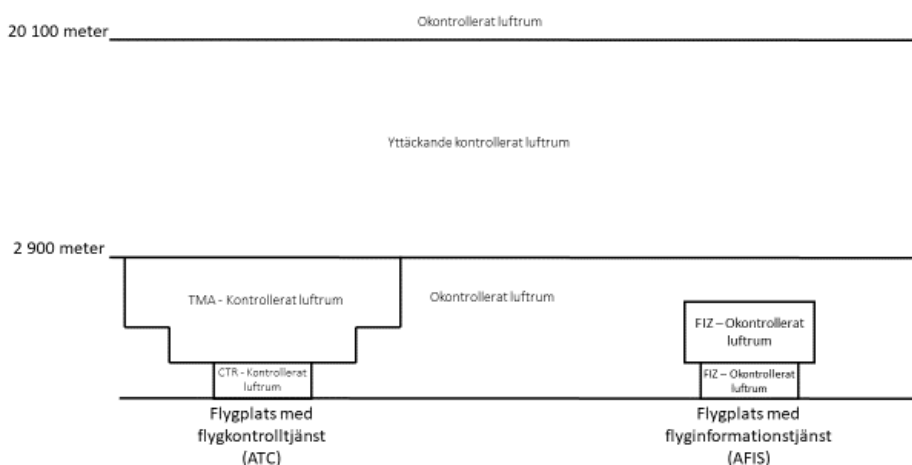 Okontrollerat luftrum
20 100 meter
Yttäckande kontrollerat luftrum
2 900 meter
TMA - Kontrollerat luftrum
Okontrollerat luftrum
FIZ – Okontrollerat
luftrum
CTR - Kontrollerat
luftrum
FIZ – Okontrollerat
luftrum
Flygplats med
flygkontrolltjänst
(ATC)
Flygplats med
flyginformationstjänst
(AFIS)